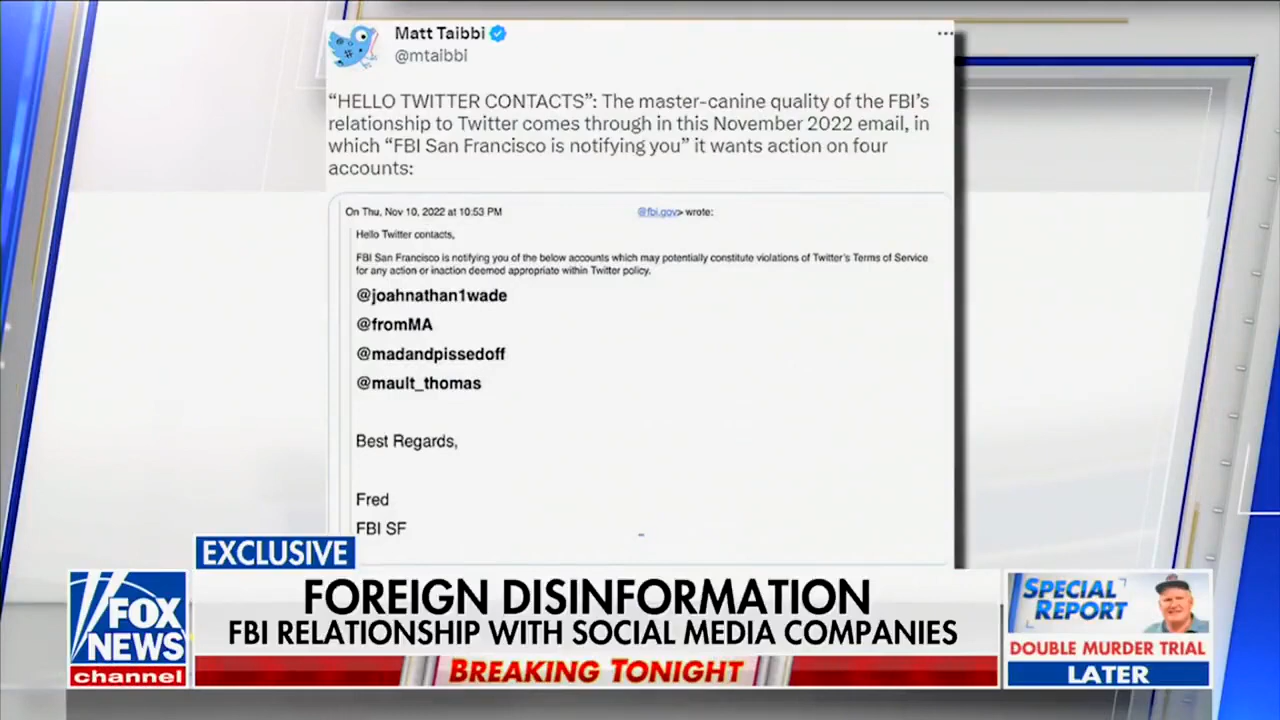 Matt Taibbi
@mtaibbi
“HELLO TWITTER CONTACTS”: The master-canine quality of the FBI’s
relationship to Twitter comes through in this November 2022 email, in
which “FBI San Francisco is notifying you” it wants action on four
accounts:
On Thu, Nov 10, 2022 at 10:53 PM @fbi.gov> wrote:
Hello Twitter contacts,
FBI San Francisco is notifying you of the below accounts which may potentially constitute violations of Twitter's Terms of Service
for any action or inaction deemed appropriate within Twitter policy.
@joahnathan1wade
@fromMA
@madandpissedoff
@mault_thomas
Best Regards,
Fred
FBI SF
EXCLUSIVE
FOREIGN DISINFORMATION
FBI RELATIONSHIP WITH SOCIAL MEDIA COMPANIES
BREAKING TONIGHT
FOX
NEWS
channel
SPECIAL
REPORT
DOUBLE MURDER TRIAL
LATER